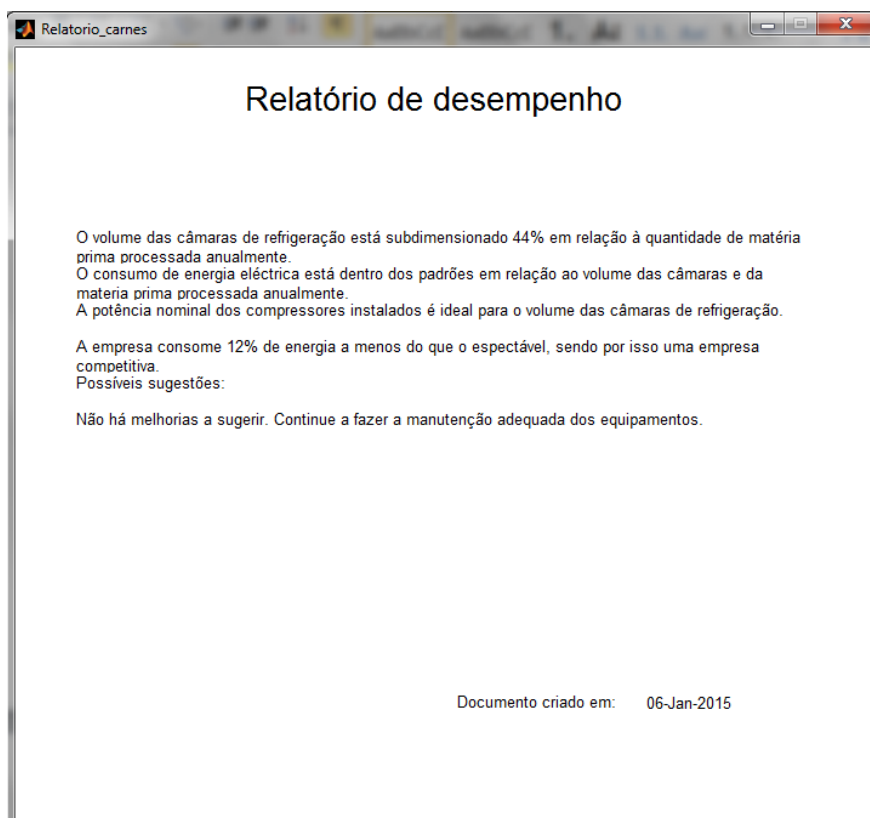 Relatorio_carnes
Relatório de desempenho
O volume das câmaras de refrigeração está subdimensionado 44% em relação à quantidade de matéria
prima processada anualmente.
O consumo de energia eléctrica está dentro dos padrões em relação ao volume das câmaras e da
materia prima processada anualmente.
A potência nominal dos compressores instalados é ideal para o volume das câmaras de refrigeração.
A empresa consome 12% de energia a menos do que o espectável, sendo por isso uma empresa
competitiva.
Possíveis sugestões:
Não há melhorias a sugerir. Continue a fazer a manutenção adequada dos equipamentos.
Documento criado em: 06-Jan-2015